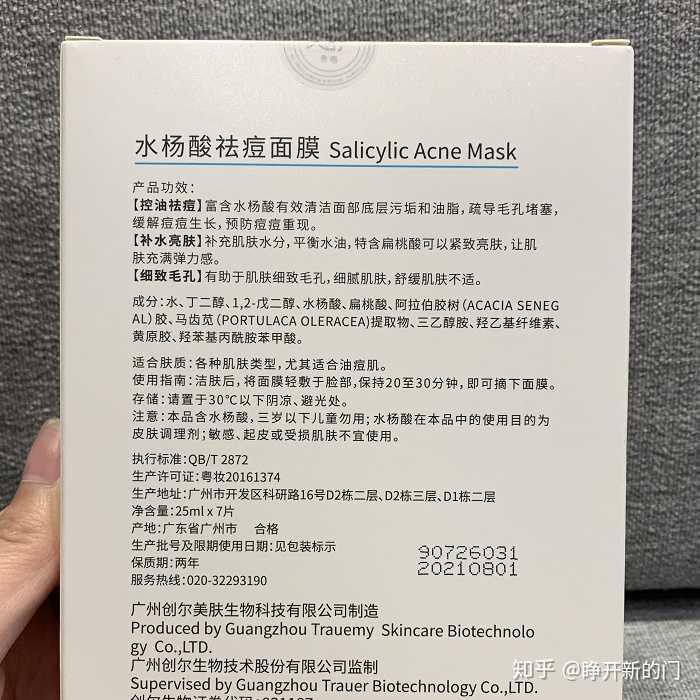 水杨酸祛痘面膜 Salicylic Acne Mask
产品功效：
【控油祛痘】富含水杨酸有效清洁面部底层污垢和油脂，疏导毛孔堵塞，
缓解痘痘生长，预防痘痘重现。
【补水亮肤】补充肌肤水分，平衡水油，特含扁桃酸可以紧致亮肤，让肌
肤充满弹力感。
【细致毛孔】有助于肌肤细致毛孔，细腻肌肤，舒缓肌肤不适。
成分：水、丁二醇、1,2-戊二醇、水杨酸、扁桃酸、阿拉伯胶树（ACACIA SENEG
AL）胶、马齿苋（PORTULACA OLERACEA)提取物、三乙醇胺、羟乙基纤维素、
黄原胶、羟苯基丙酰胺苯甲酸。
适合肤质：各种肌肤类型，尤其适合油痘肌。
使用指南：洁肤后，将面膜轻敷于脸部，保持20至30分钟，即可摘下面膜。
存储：请置于30℃以下阴凉、避光处。
注意：本品含水杨酸，三岁以下儿童勿用；水杨酸在本品中的使用目的为
皮肤调理剂；敏感、起皮或受损肌肤不宜使用。
执行标准：QB/T 2872
生产许可证：粤妆20161374
生产地址：广州市开发区科研路16号D2栋二层、D2栋三层、D1栋二层
净含量：25ml x 7片
产地：广东省广州市 合格
生产批号及限期使用日期：见包装标示
保质期：两年
服务热线：020-32293190
90726031
20210801
广州创尔美肤生物科技有限公司制造
Produced by Guangzhou Trauemy Skincare Biotechnolo
gy Co.,LTD.
广州创尔生物技术股份有限公司监制
Supervised by Guangzhou Trauer Biotechnology Co.,LTD.
创尔生物证券代码：831187
知乎 @睁开新的门